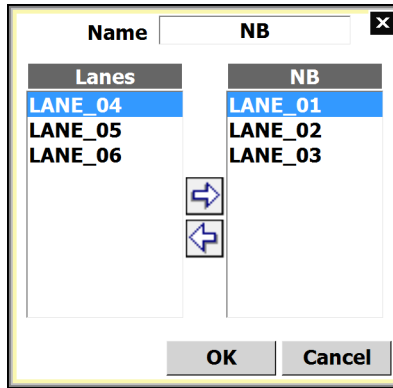 Name NB X
Lanes NB
LANE_04 LANE_01
LANE_05 LANE_02
LANE_06 LANE_03
OK Cancel